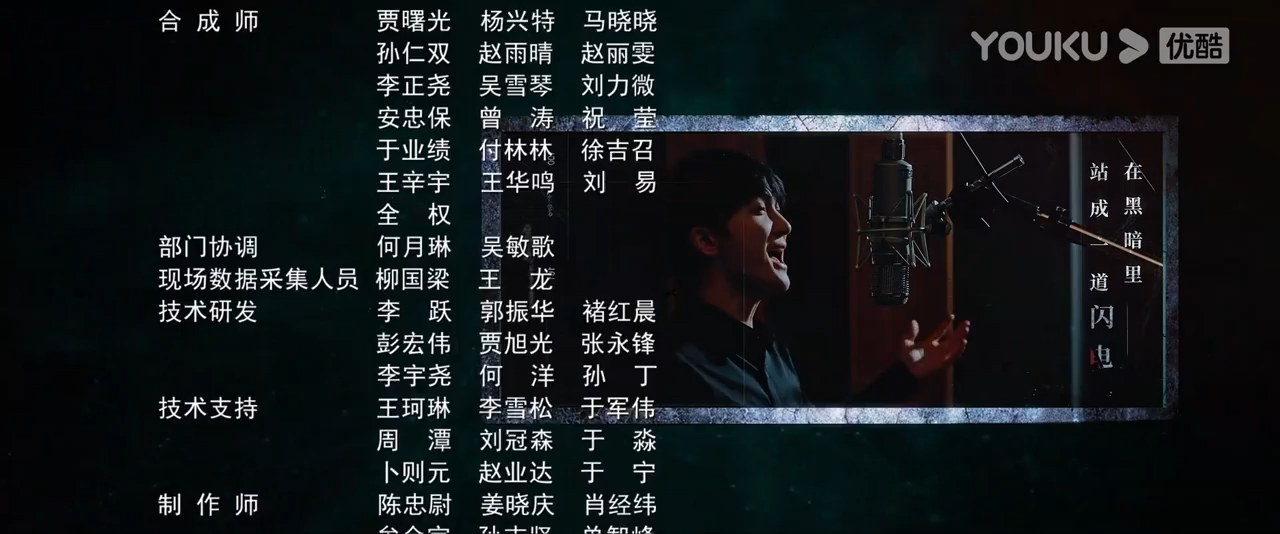 合成师 贾曙光 杨兴特 马晓晓
孙仁双 赵雨晴 赵丽雯
李正尧 吴雪琴 刘力微
安忠保 曾涛 祝莹
于业绩 付林林 徐吉召
王辛宇 王华鸣 刘易
全权
部门协调 何月琳 吴敏歌
现场数据采集人员 柳国梁 王龙
技术研发 李跃 郭振华 褚红晨
彭宏伟 贾旭光 张永锋
李宇尧 何洋 孙丁
技术支持 王珂琳 李雪松 于军伟
周潭 刘冠森 于淼
卜则元 赵业达 于宁
制作师 陈忠尉 姜晓庆 肖经纬
YOUKU 优酷
在黑暗里
站成一道闪电